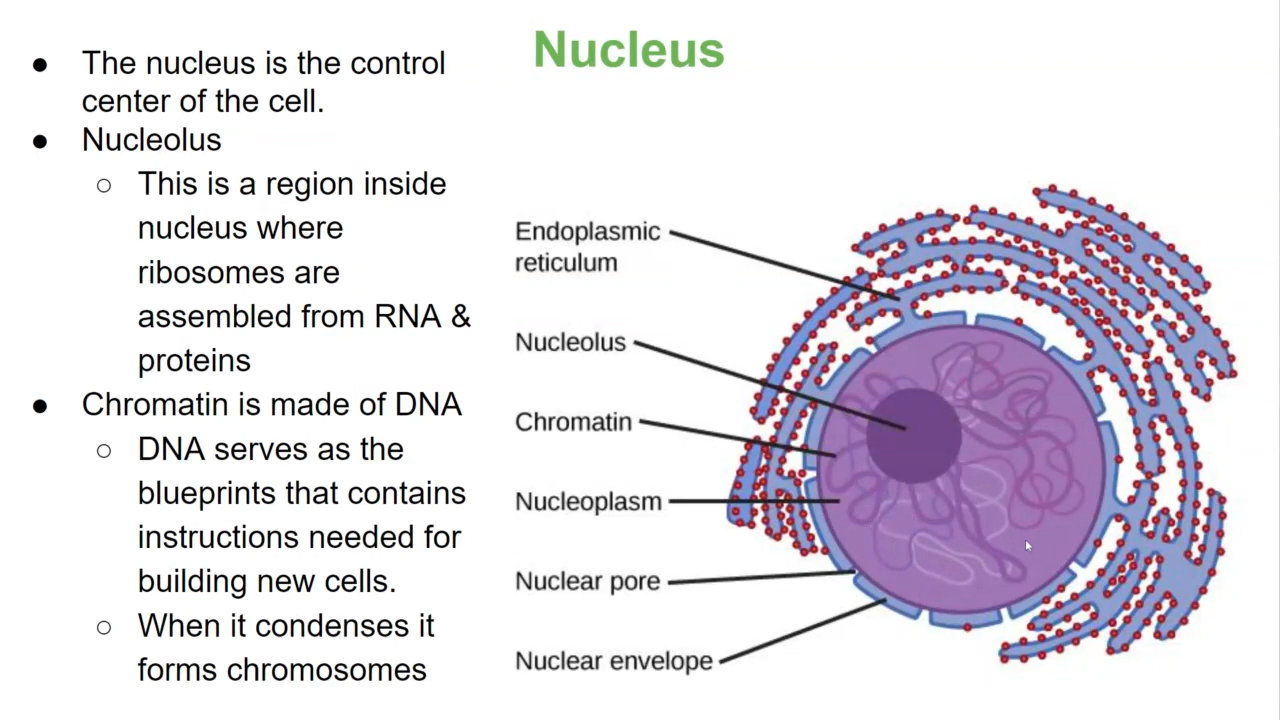 Nucleus
● The nucleus is the control
center of the cell.
● Nucleolus
○ This is a region inside
nucleus where
ribosomes are
assembled from RNA &
proteins
● Chromatin is made of DNA
○ DNA serves as the
blueprints that contains
instructions needed for
building new cells.
○ When it condenses it
forms chromosomes
Endoplasmic
reticulum
Nucleolus
Chromatin
Nucleoplasm
Nuclear pore
Nuclear envelope